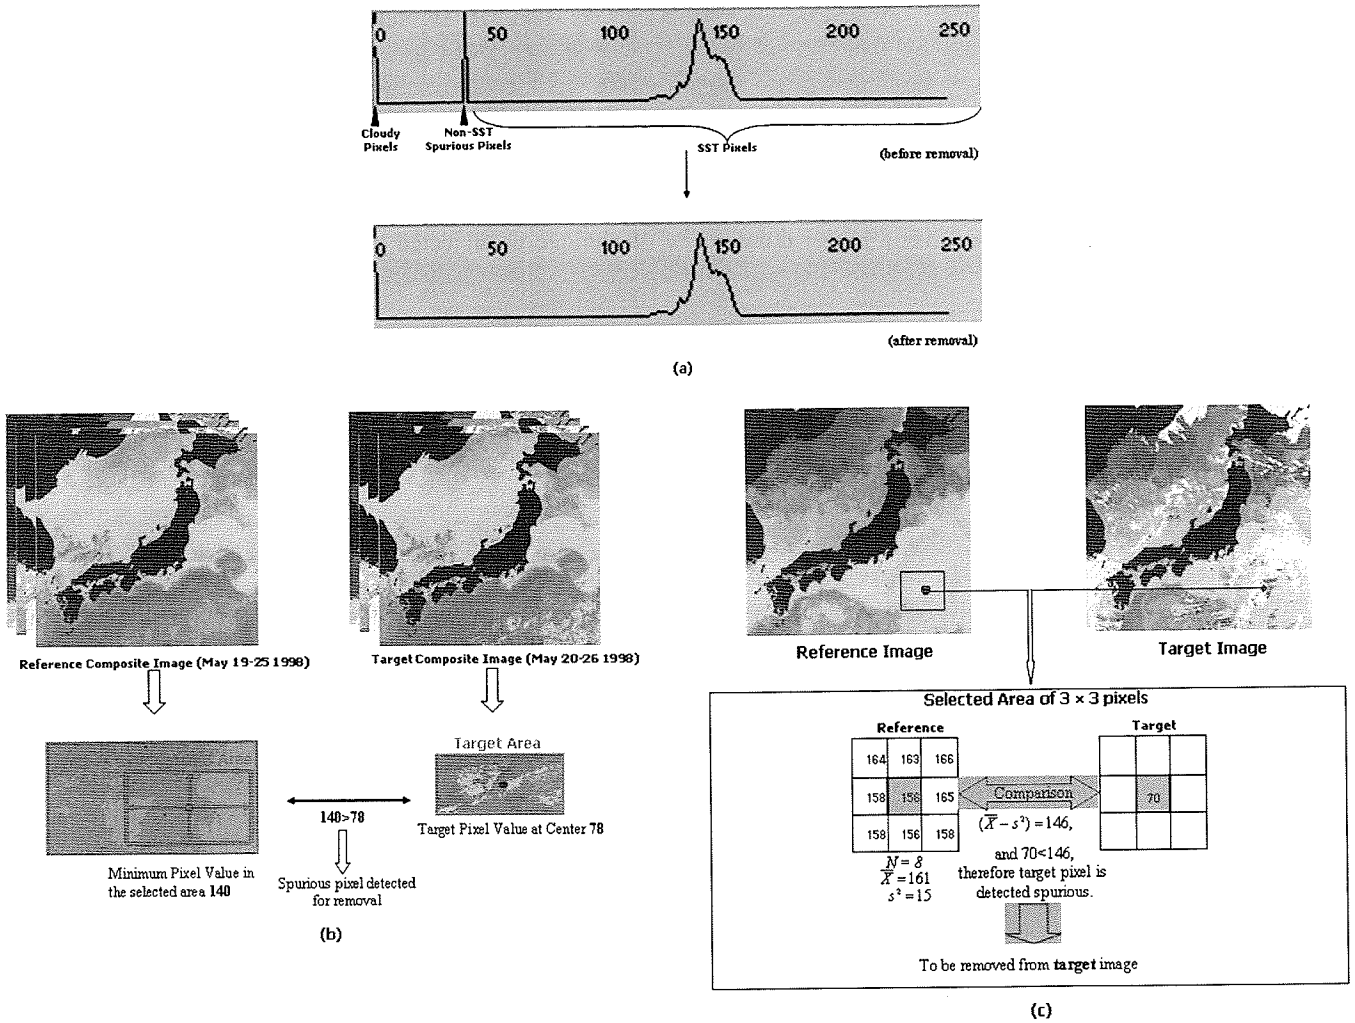 0 50 100 150 200 250
Cloudy
Pixels
Non-SST
Spurious Pixels
SST Pixels
(before removal)
0 50 100 150 200 250
(after removal)
(a)
Reference Composite Image (May 19-25 1998)
Target Composite Image (May 20-26 1998)
Target Area
140>78
Target Pixel Value at Center 78
Minimum Pixel Value in
the selected area 140
Spurious pixel detected
for removal
(b)
Reference Image
Target Image
Selected Area of 3 × 3 pixels
Reference
Target
164 163 166
158 156 165
158 156 158
Comparison
70
(X̅ − s²) = 146,
N = 8
X̅ = 161
s² = 15
and 70<146,
therefore target pixel is
detected spurious.
To be removed from target image
(c)